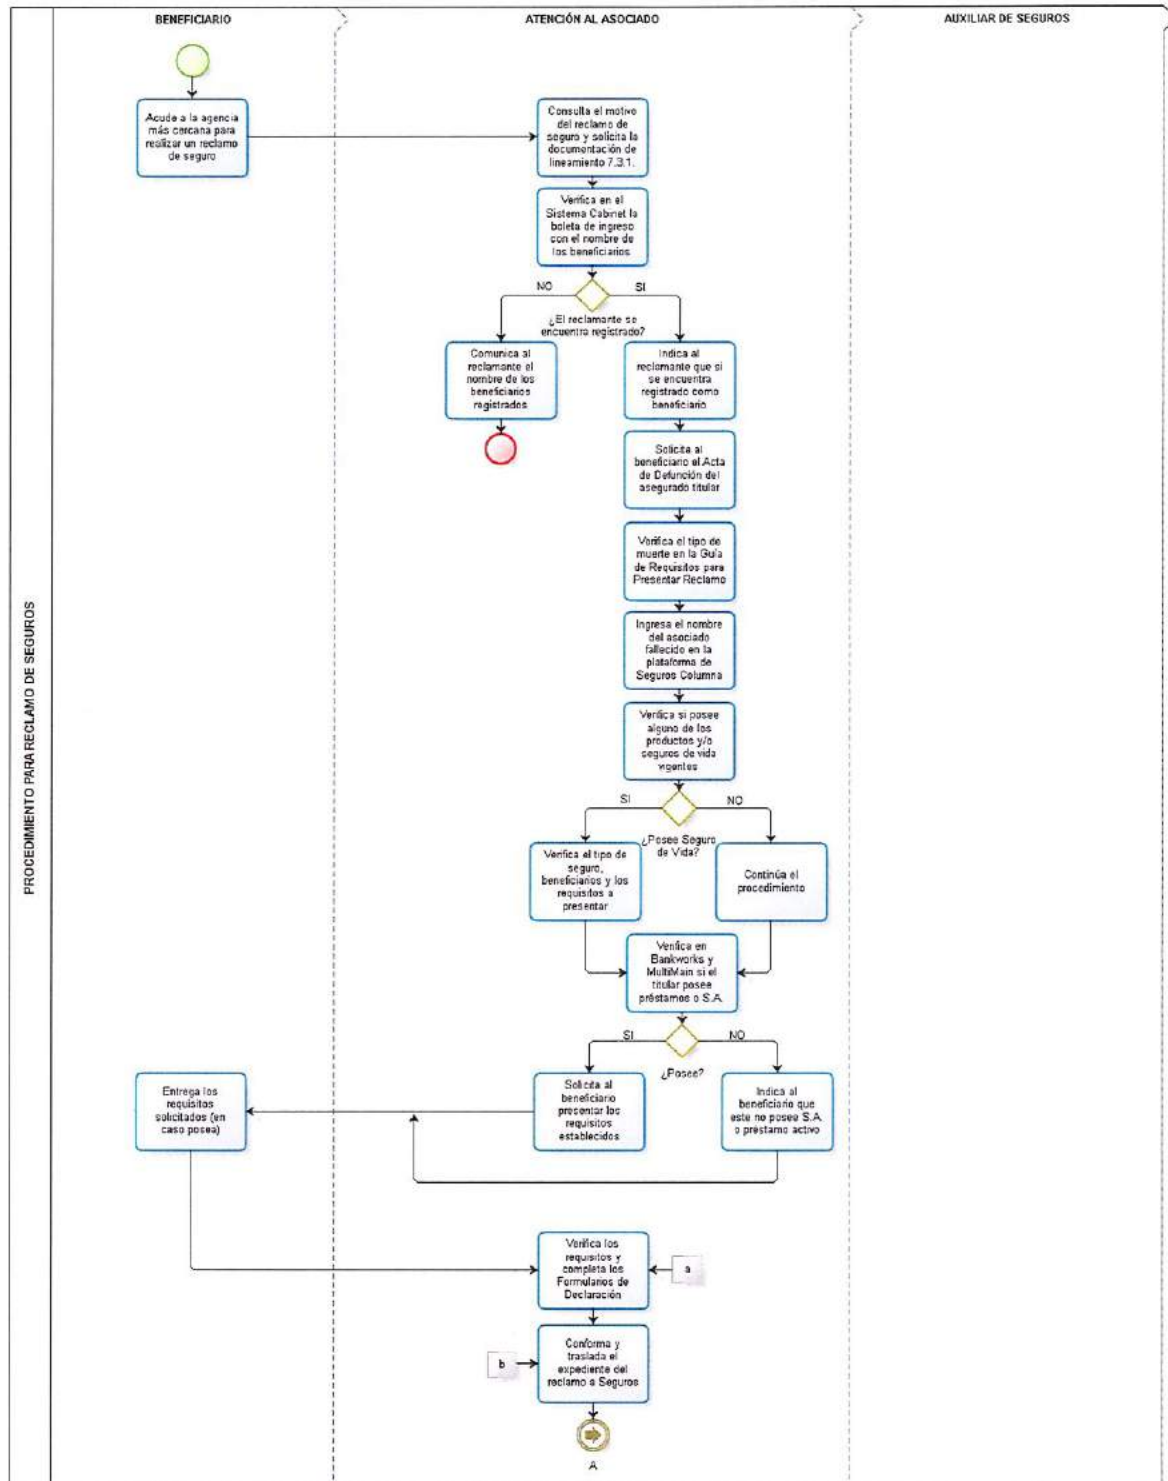 BENEFICIARIO
ATENCIÓN AL ASOCIADO
AUXILIAR DE SEGUROS
PROCEDIMIENTO PARA RECLAMO DE SEGUROS
Acude a la agencia
más cercana para
realizar un reclamo
de seguro
Consulta el motivo
del reclamo de
seguro y solicita la
documentación de
lineamiento 7.3.1.
Verifica en el
Sistema Cabinet la
boleta de ingreso
con el nombre de
los beneficiarios
NO
SI
¿El reclamante se
encuentra registrado?
Comunica al
reclamante el
nombre de los
beneficiarios
registrados
Indica al
reclamante que si
se encuentra
registrado como
beneficiario
Solicita al
beneficiario el Acta
de Defunción del
asegurado titular
Verifica el tipo de
muerte en la Guía
de Requisitos para
Presentar Reclamo
Ingresa el nombre
del asociado
fallecido en la
plataforma de
Seguros Columna
Verifica si posee
alguno de los
productos y/o
seguros de vida
vigentes
SI
NO
¿Posee Seguro
de Vida?
Verifica el tipo de
seguro,
beneficiarios y los
requisitos a
presentar
Continúa el
procedimiento
Verifica en
Bankworks y
MultiMain si el
titular posee
préstamos o S.A.
SI
NO
¿Posee?
Entrega los
requisitos
solicitados (en
caso posea)
Solicita al
beneficiario
presentar los
requisitos
establecidos
Indica al
beneficiario que
este no posee S.A.
o préstamo activo
Verifica los
requisitos y
completa los
Formularios de
Declaración
a
Conforma y
traslada el
expediente del
reclamo a Seguros
b
A